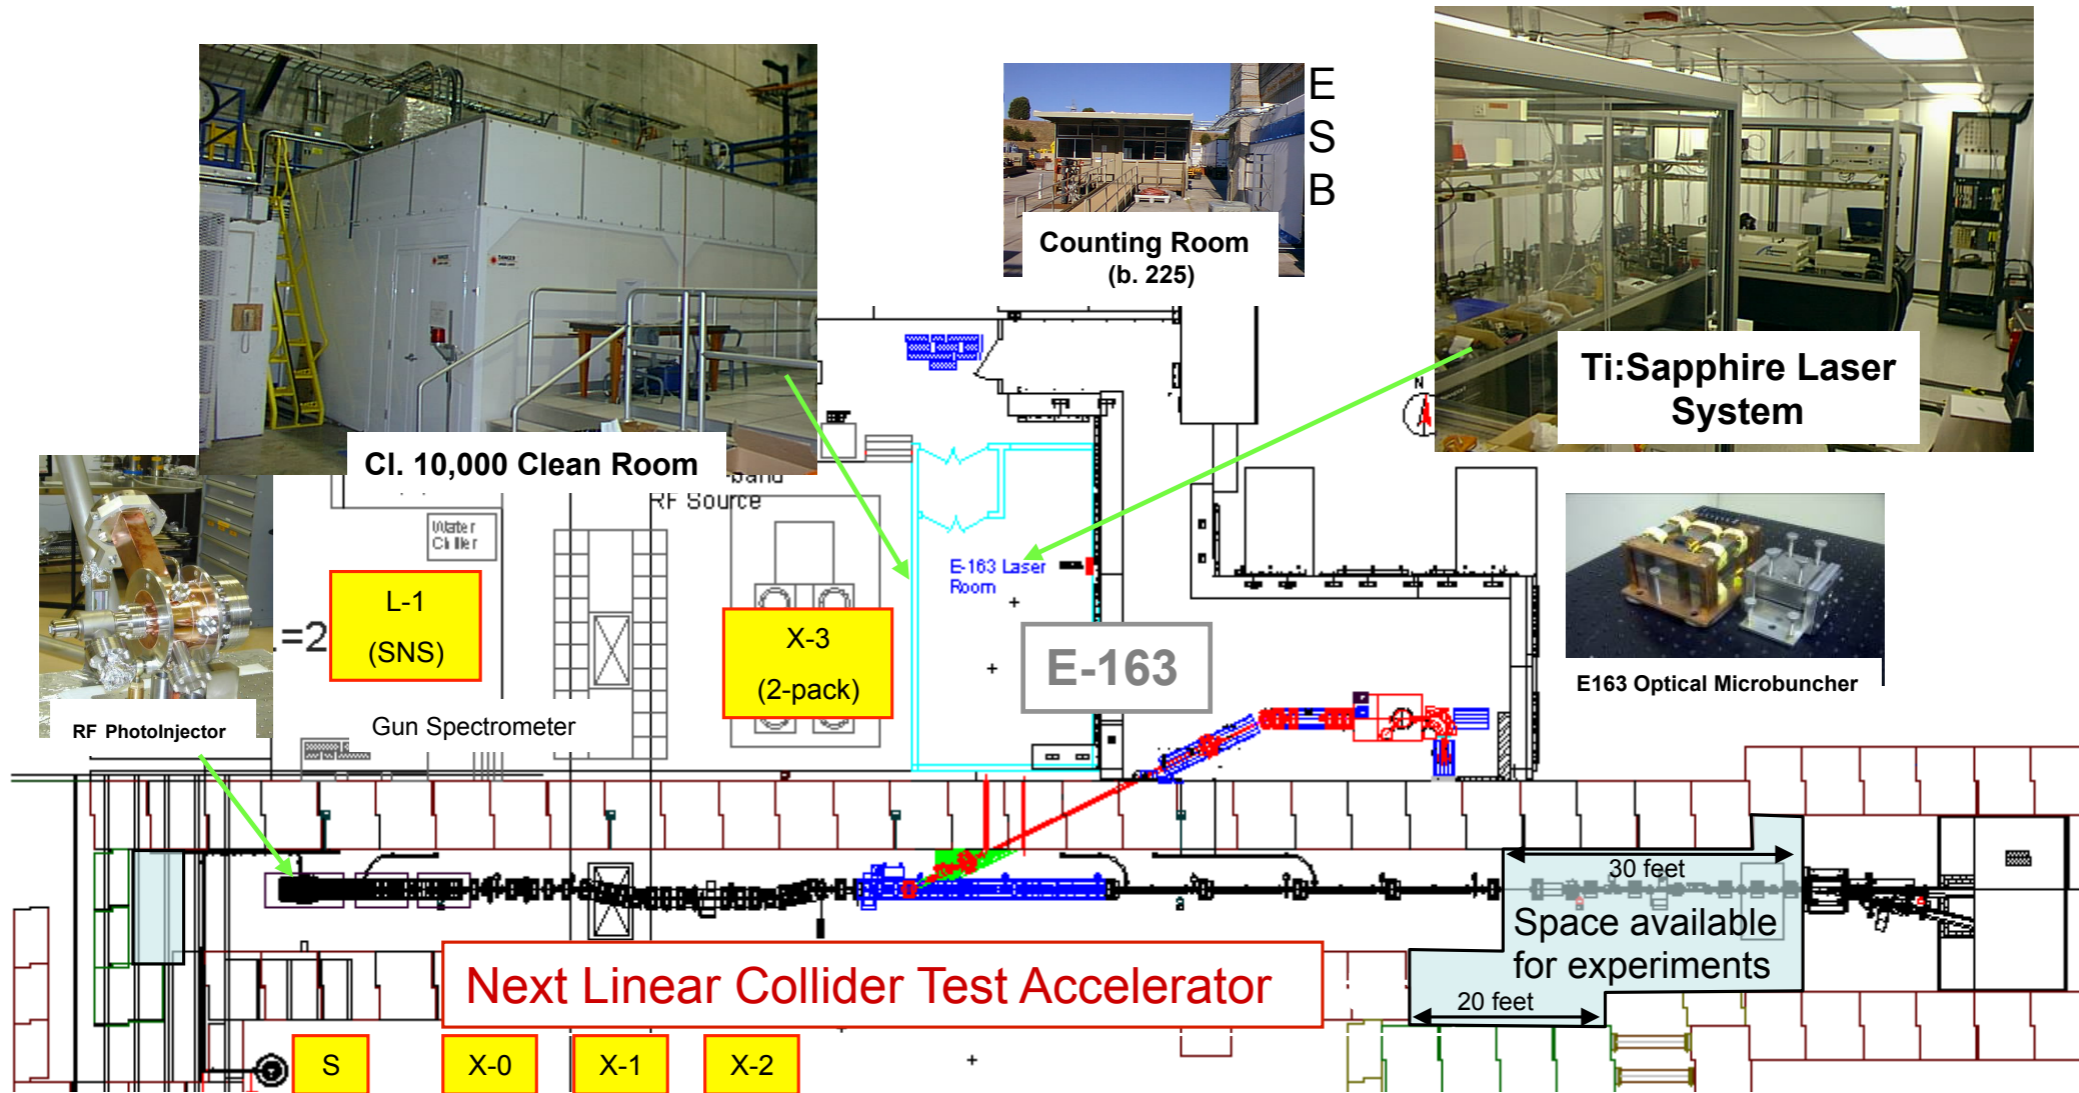 E
S
B
Counting Room
(b. 225)
Ti:Sapphire Laser
System
N
Cl. 10,000 Clean Room
-band
RF Source
Water
Chiller
E-163 Laser
Room
L-1
(SNS)
=2
X-3
(2-pack)
E-163
E163 Optical Microbuncher
RF PhotoInjector
Gun Spectrometer
30 feet
Space available
for experiments
20 feet
Next Linear Collider Test Accelerator
S
X-0
X-1
X-2